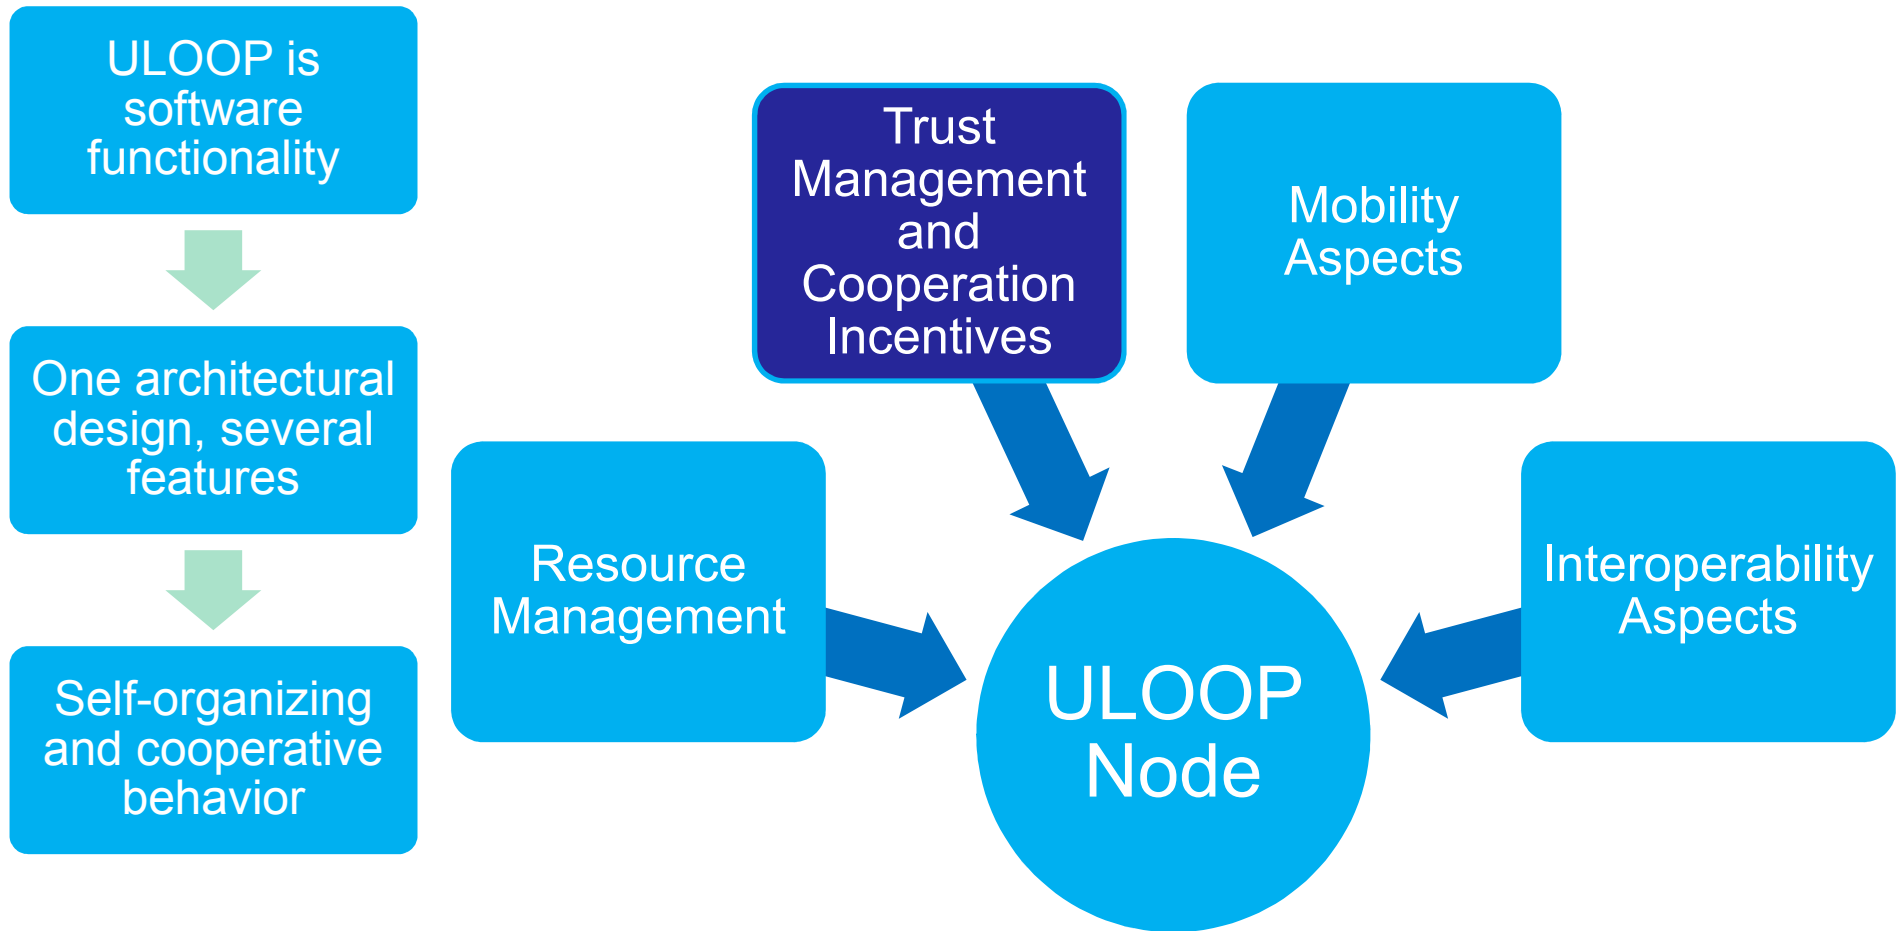 ULOOP is
software
functionality
One architectural
design, several
features
Self-organizing
and cooperative
behavior
Trust
Management
and
Cooperation
Incentives
Mobility
Aspects
Resource
Management
Interoperability
Aspects
ULOOP
Node